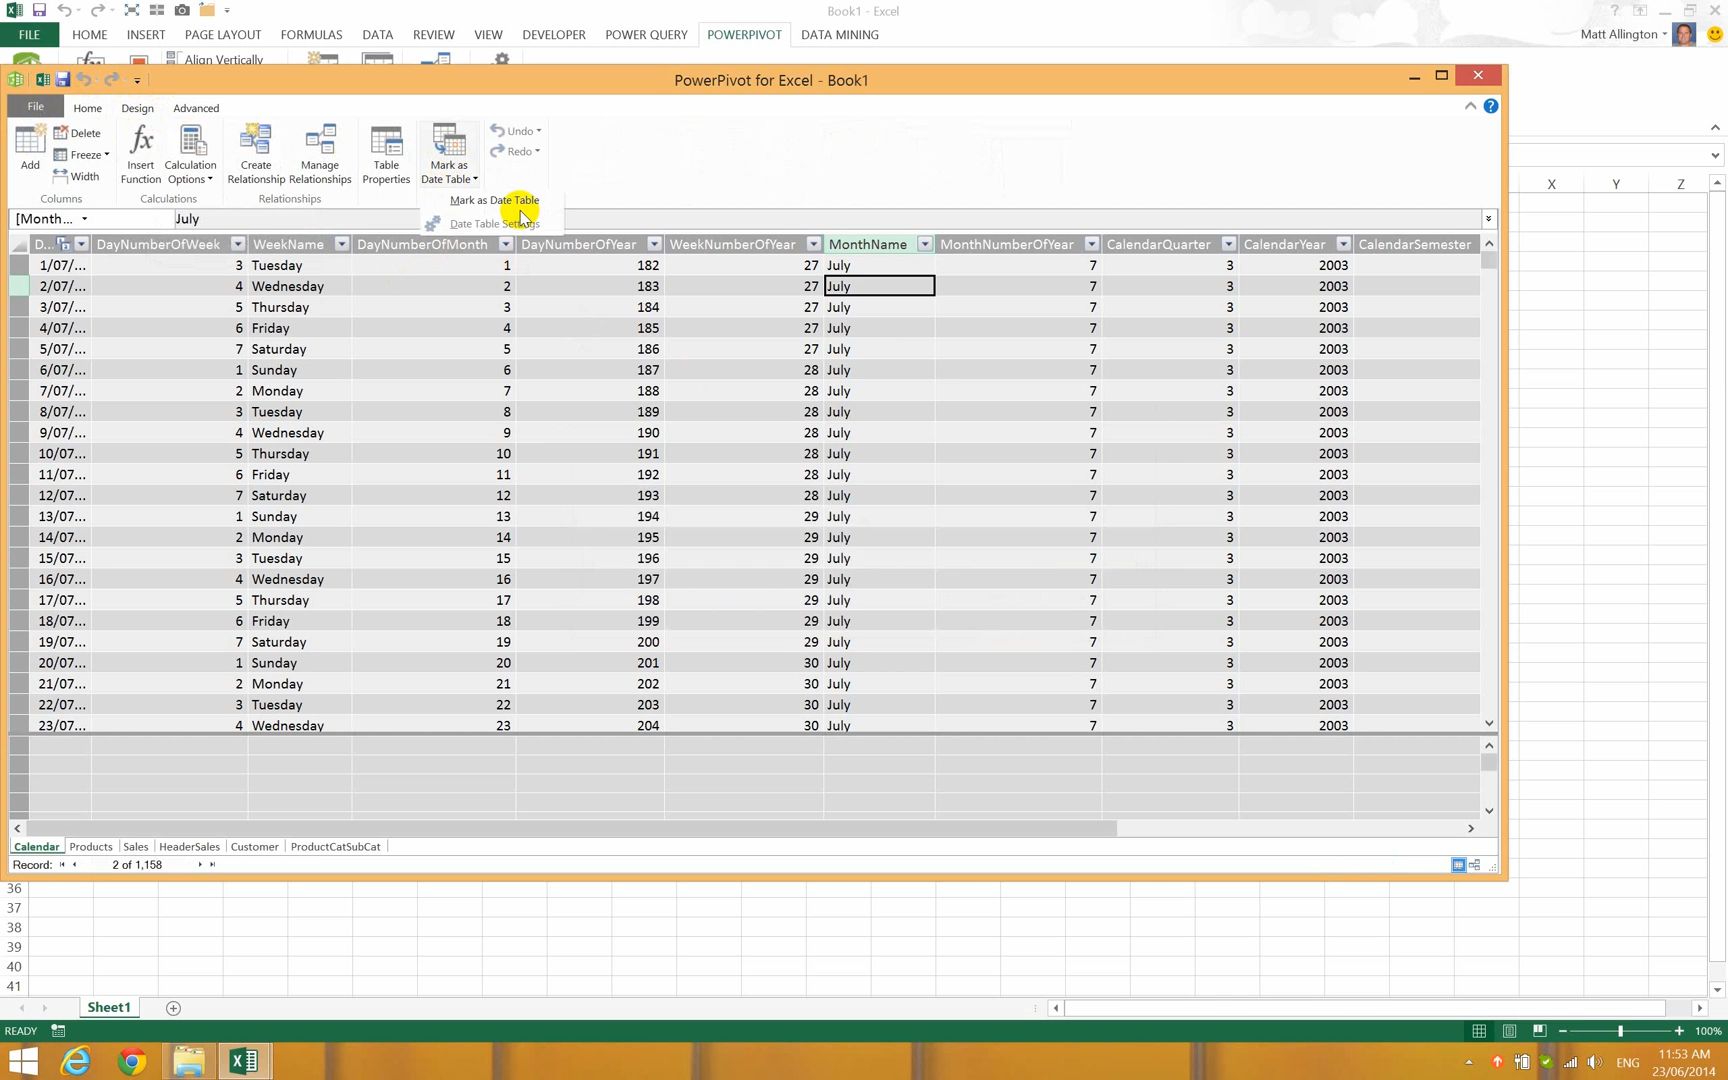 Book1 - Excel
FILE HOME INSERT PAGE LAYOUT FORMULAS DATA REVIEW VIEW DEVELOPER POWER QUERY POWERPIVOT DATA MINING Matt Allington
Align Vertically
PowerPivot for Excel - Book1
File Home Design Advanced
Add
Delete
Freeze
Width
Insert Function
Calculation Options
Create Relationship
Manage Relationships
Table Properties
Mark as Date Table
Undo
Redo
Columns Calculations Relationships
Mark as Date Table
Date Table Settings
[Month... July
X Y Z
D... DayNumberOfWeek WeekName DayNumberOfMonth DayNumberOfYear WeekNumberOfYear MonthName MonthNumberOfYear CalendarQuarter CalendarYear CalendarSemester
1/07/... 3 Tuesday 1 182 27 July 7 3 2003
2/07/... 4 Wednesday 2 183 27 July 7 3 2003
3/07/... 5 Thursday 3 184 27 July 7 3 2003
4/07/... 6 Friday 4 185 27 July 7 3 2003
5/07/... 7 Saturday 5 186 27 July 7 3 2003
6/07/... 1 Sunday 6 187 28 July 7 3 2003
7/07/... 2 Monday 7 188 28 July 7 3 2003
8/07/... 3 Tuesday 8 189 28 July 7 3 2003
9/07/... 4 Wednesday 9 190 28 July 7 3 2003
10/07... 5 Thursday 10 191 28 July 7 3 2003
11/07... 6 Friday 11 192 28 July 7 3 2003
12/07... 7 Saturday 12 193 28 July 7 3 2003
13/07... 1 Sunday 13 194 29 July 7 3 2003
14/07... 2 Monday 14 195 29 July 7 3 2003
15/07... 3 Tuesday 15 196 29 July 7 3 2003
16/07... 4 Wednesday 16 197 29 July 7 3 2003
17/07... 5 Thursday 17 198 29 July 7 3 2003
18/07... 6 Friday 18 199 29 July 7 3 2003
19/07... 7 Saturday 19 200 29 July 7 3 2003
20/07... 1 Sunday 20 201 30 July 7 3 2003
21/07... 2 Monday 21 202 30 July 7 3 2003
22/07... 3 Tuesday 22 203 30 July 7 3 2003
23/07... 4 Wednesday 23 204 30 July 7 3 2003
Calendar Products Sales HeaderSales Customer ProductCatSubCat
Record: 2 of 1,158
36
37
38
39
40
41
Sheet1
READY 100%
ENG 11:53 AM
23/06/2014